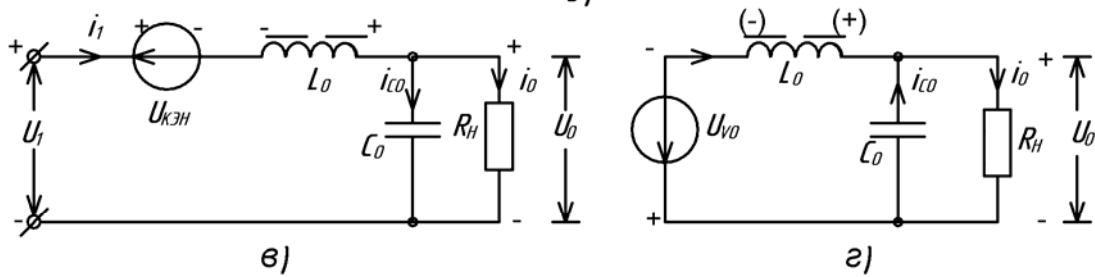 + i₁ + - - + +
U₁ UКЭН L₀ iC0 C₀ RН i₀ U₀
- -
в)
- (-) (+) +
UV0 L₀ iC0 C₀ RН i₀ U₀
+ -
г)